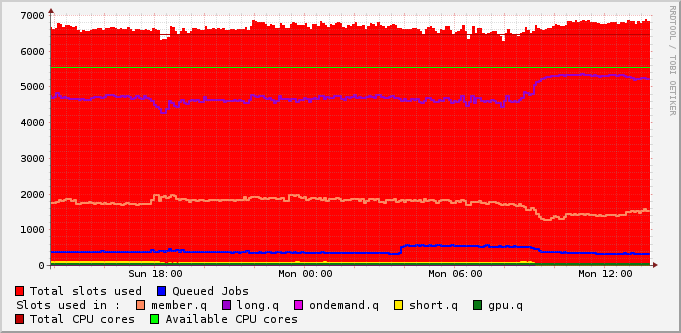 7000
6000
5000
4000
3000
2000
1000
0
Sun 18:00 Mon 00:00 Mon 06:00 Mon 12:00
Total slots used Queued Jobs
Slots used in : member.q long.q ondemand.q short.q gpu.q
Total CPU cores Available CPU cores
RRDTOOL / TOBI OETIKER